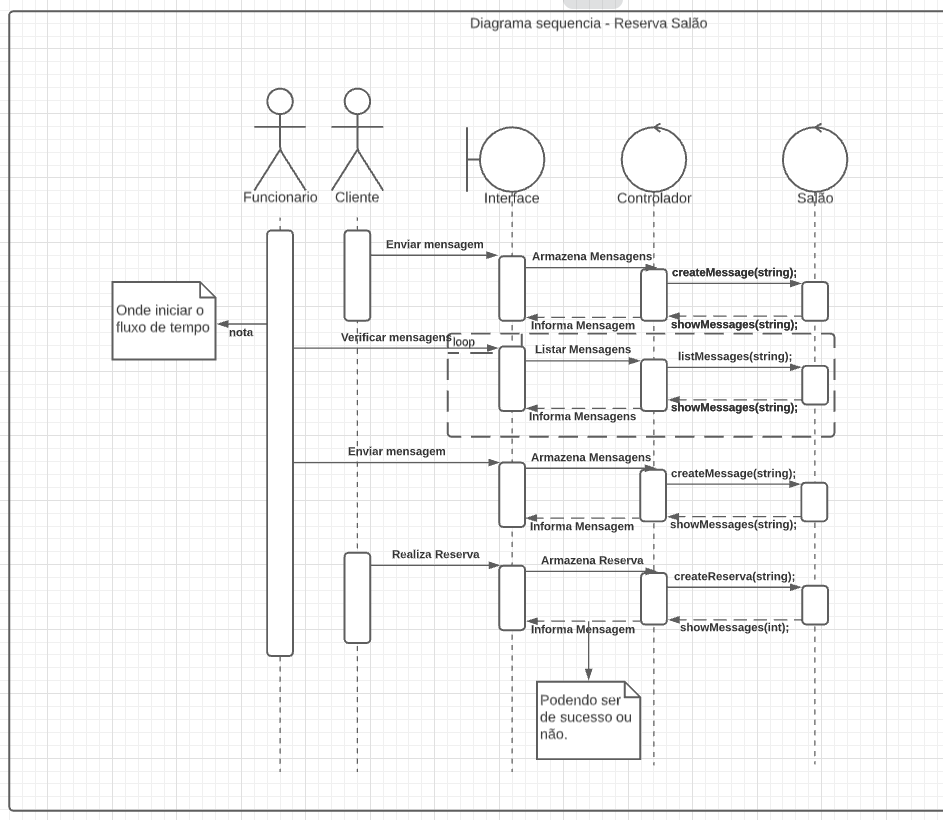 Diagrama sequencia - Reserva Salão
Funcionario
Cliente
Interface
Controlador
Salão
Enviar mensagem
Armazena Mensagens
createMessage(string);
Onde iniciar o
fluxo de tempo
nota
Informa Mensagem
showMessages(string);
Verificar mensagens
loop
Listar Mensagens
listMessages(string);
Informa Mensagens
showMessages(string);
Enviar mensagem
Armazena Mensagens
createMessage(string);
Informa Mensagem
showMessages(string);
Realiza Reserva
Armazena Reserva
createReserva(string);
Informa Mensagem
showMessages(int);
Podendo ser
de sucesso ou
não.